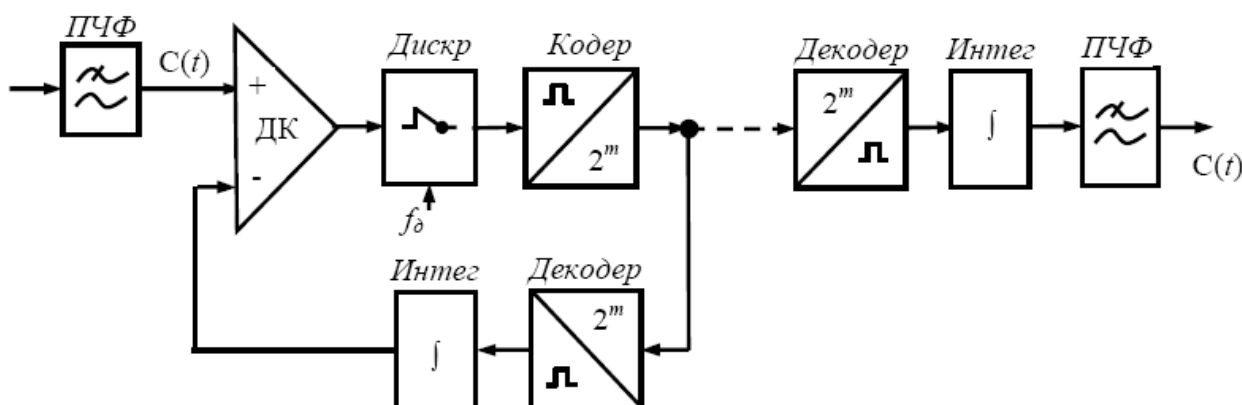 ПЧФ
C(t)
Дискр
Кодер
Декодер
Интег
ПЧФ
+
ДК
-
2^m
2^m
∫
C(t)
f_д
Интег
Декодер
∫
2^m